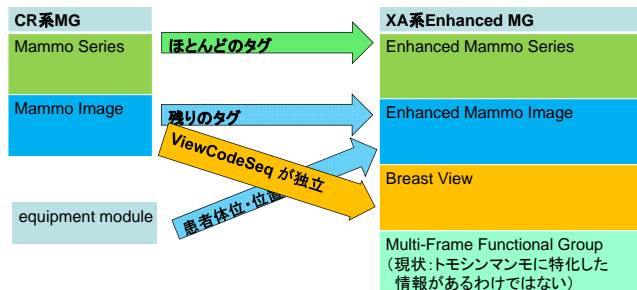 CR系MG
XA系Enhanced MG
Mammo Series
ほとんどのタグ
Enhanced Mammo Series
Mammo Image
残りのタグ
Enhanced Mammo Image
ViewCodeSeq が独立
Breast View
equipment module
患者体位・位置
Multi-Frame Functional Group
（現状：トモシンマンモに特化した
情報があるわけではない）